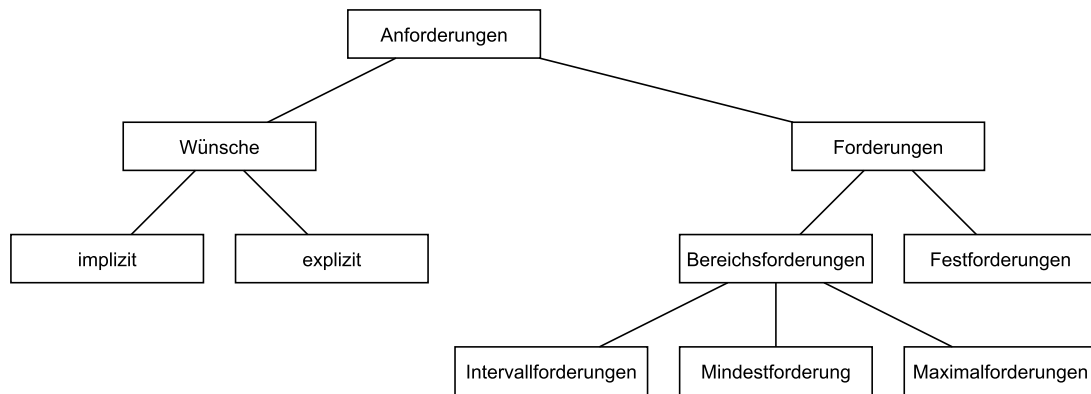 Anforderungen
Wünsche
Forderungen
implizit
explizit
Bereichsforderungen
Festforderungen
Intervallforderungen
Mindestforderung
Maximalforderungen